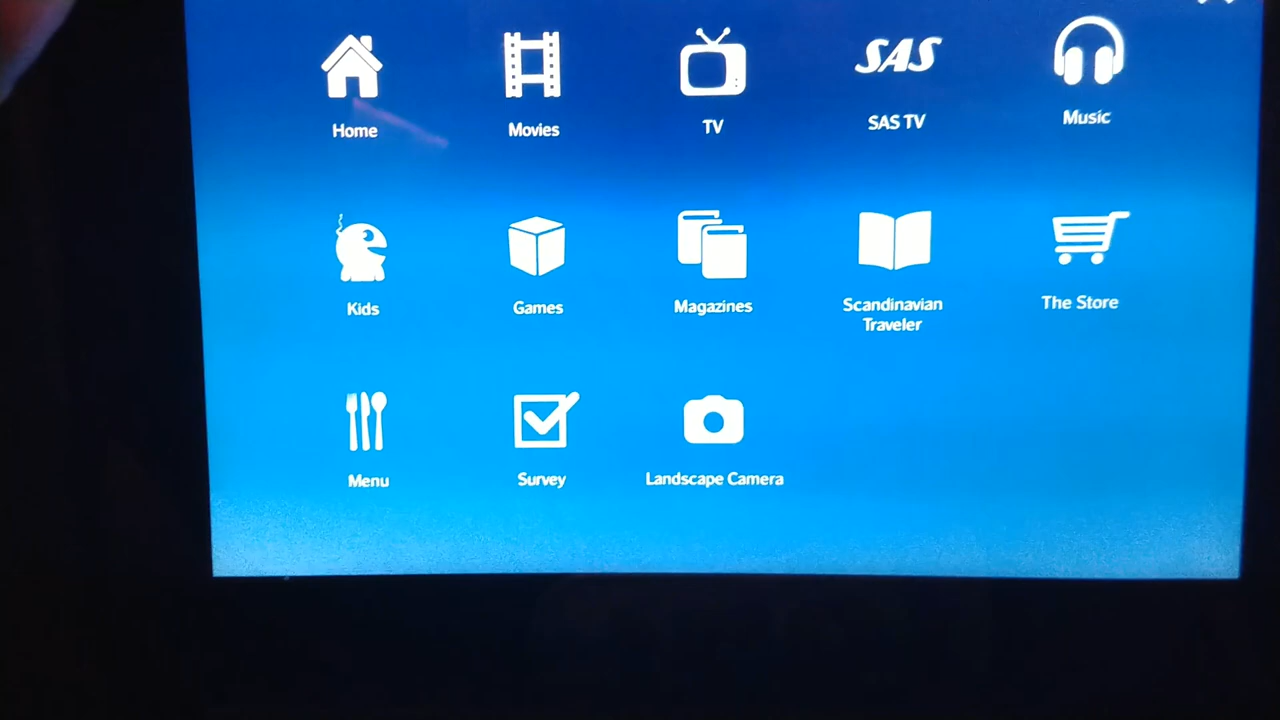 SAS
Home
Movies
TV
SAS TV
Music
Kids
Games
Magazines
Scandinavian
Traveler
The Store
Menu
Survey
Landscape Camera